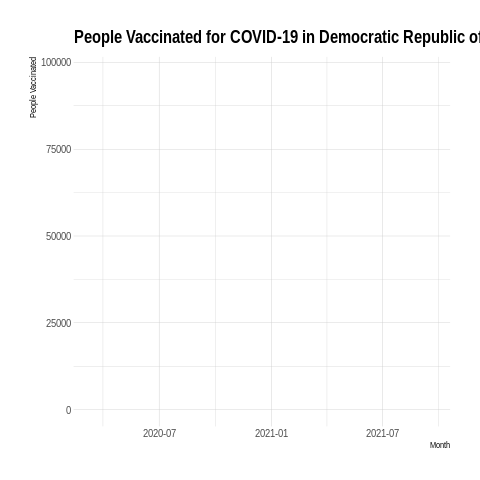 People Vaccinated for COVID-19 in Democratic Republic of
People Vaccinated
100000
75000
50000
25000
0
2020-07 2021-01 2021-07
Month